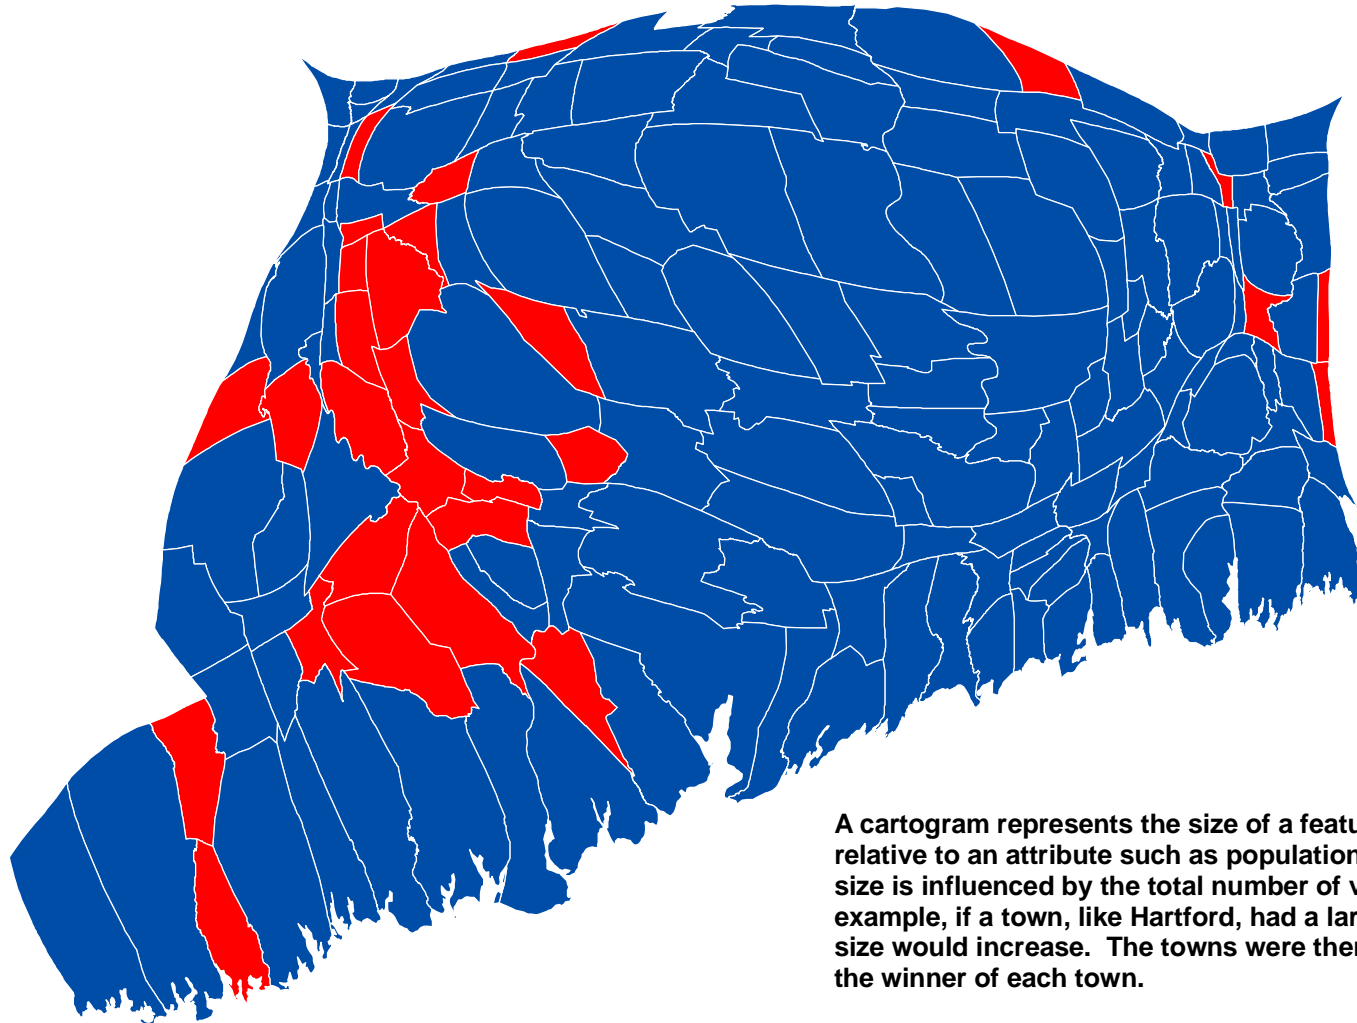 A cartogram represents the size of a featu
relative to an attribute such as population
size is influenced by the total number of v
example, if a town, like Hartford, had a lar
size would increase.  The towns were ther
the winner of each town.